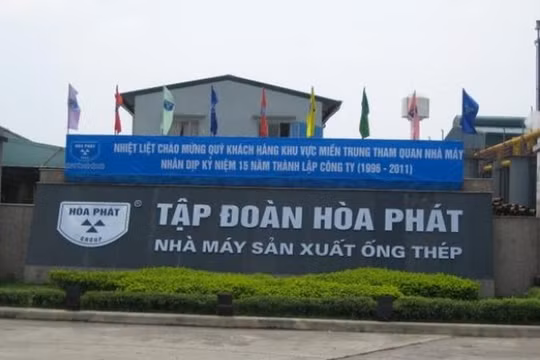 NHIỆT LIỆT CHÀO MỪNG QUÝ KHÁCH HÀNG KHU VỰC MIỀN TRUNG THAM QUAN NHÀ MÁY
NHÂN DỊP KỶ NIỆM 15 NĂM THÀNH LẬP CÔNG TY (1996 - 2011)
HÒA PHÁT
GROUP
®
TẬP ĐOÀN HÒA PHÁT
NHÀ MÁY SẢN XUẤT ỐNG THÉP